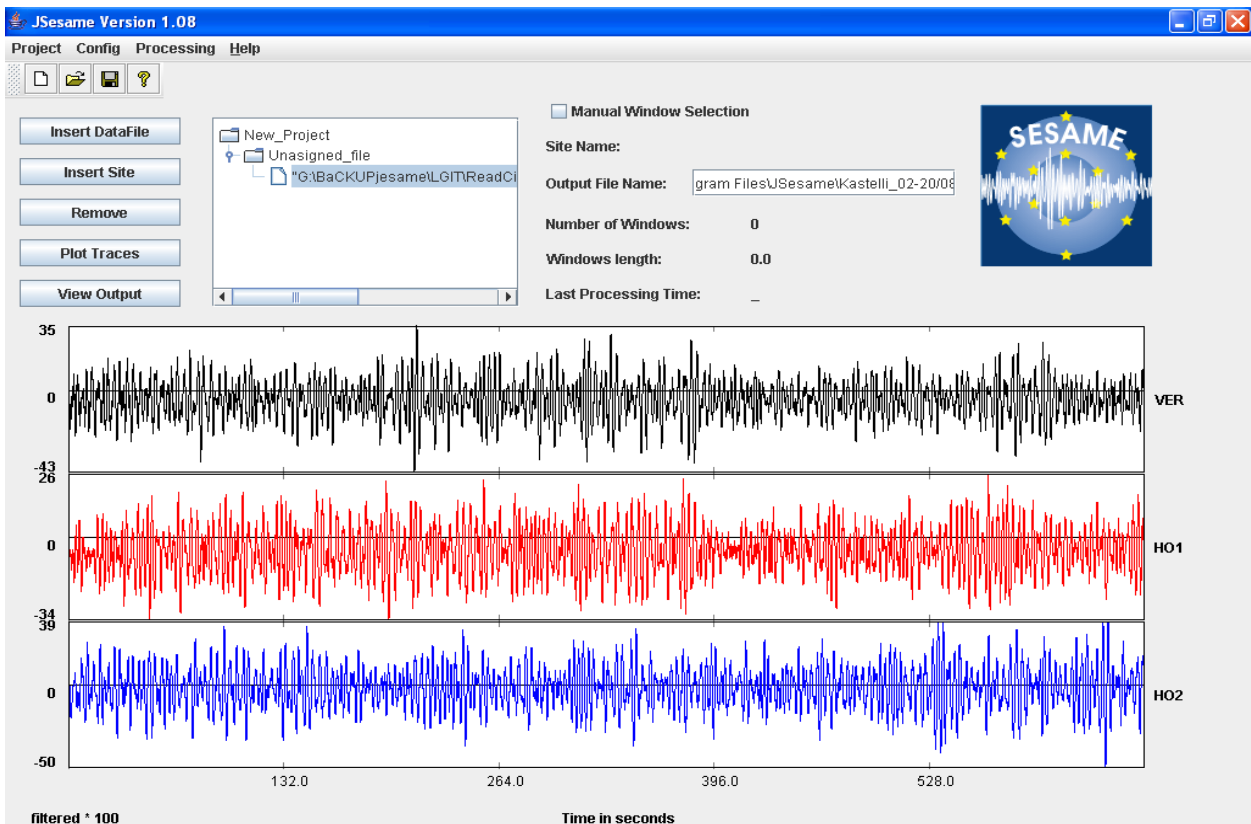 JSesame Version 1.08
Project Config Processing Help
Insert DataFile
Insert Site
Remove
Plot Traces
View Output
New_Project
Unasigned_file
"G:\BaCKUPjesame\LGIT\ReadCi
Manual Window Selection
Site Name:
Output File Name: gram Files\JSesame\Kastelli_02-20/08
Number of Windows: 0
Windows length: 0.0
Last Processing Time: _
SESAME
35
0
-43
VER
26
0
-34
HO1
39
0
-50
HO2
132.0 264.0 396.0 528.0
filtered * 100 Time in seconds